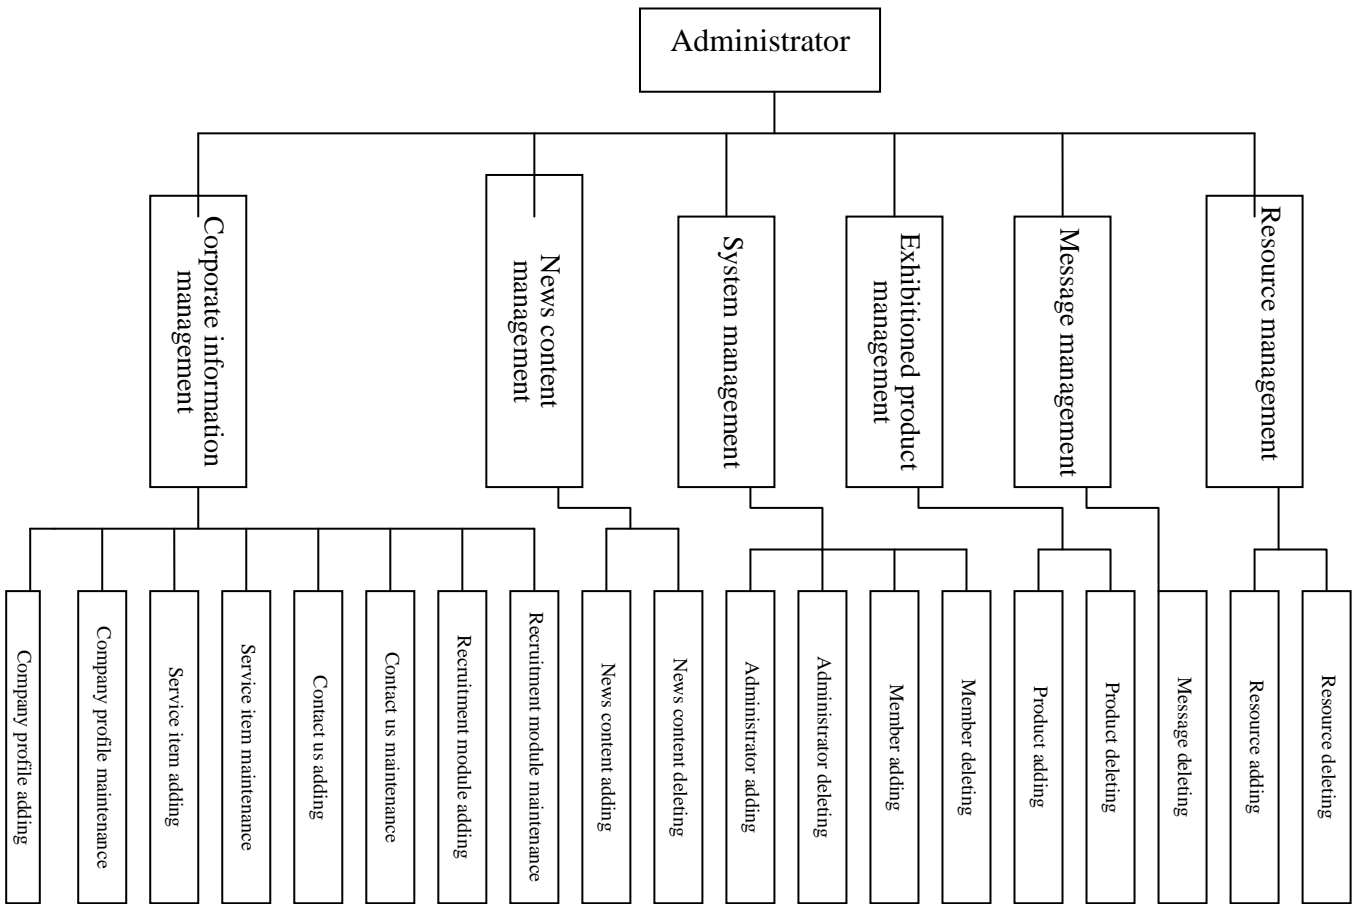 Administrator
Corporate information
management
News content
management
System management
Exhibitioned product
management
Message management
Resource management
Company profile adding
Company profile maintenance
Service item adding
Service item maintenance
Contact us adding
Contact us maintenance
Recruitment module adding
Recruitment module maintenance
News content adding
News content deleting
Administrator adding
Administrator deleting
Member adding
Member deleting
Product adding
Product deleting
Message deleting
Resource adding
Resource deleting